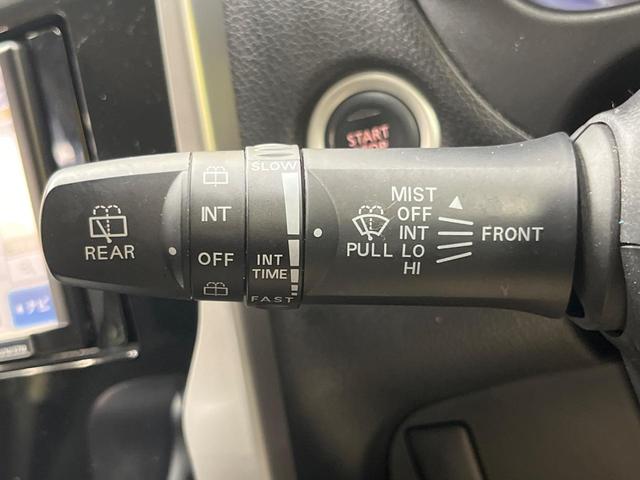 REAR
INT
OFF
SLOW
INT
TIME
FAST
PULL
MIST
OFF
INT
LO
HI
FRONT
START
ナビ